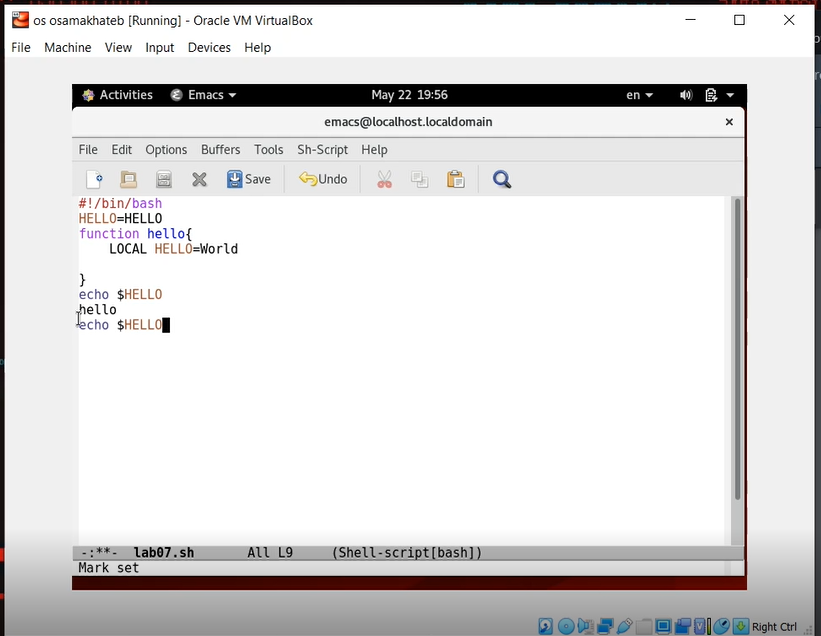 os osamakhateb [Running] - Oracle VM VirtualBox
File Machine View Input Devices Help
Activities Emacs May 22 19:56 en
emacs@localhost.localdomain
File Edit Options Buffers Tools Sh-Script Help
Save Undo
#!/bin/bash
HELLO=HELLO
function hello{
    LOCAL HELLO=World
}
echo $HELLO
hello
echo $HELLO
-:**- lab07.sh All L9 (Shell-script[bash])
Mark set
Right Ctrl